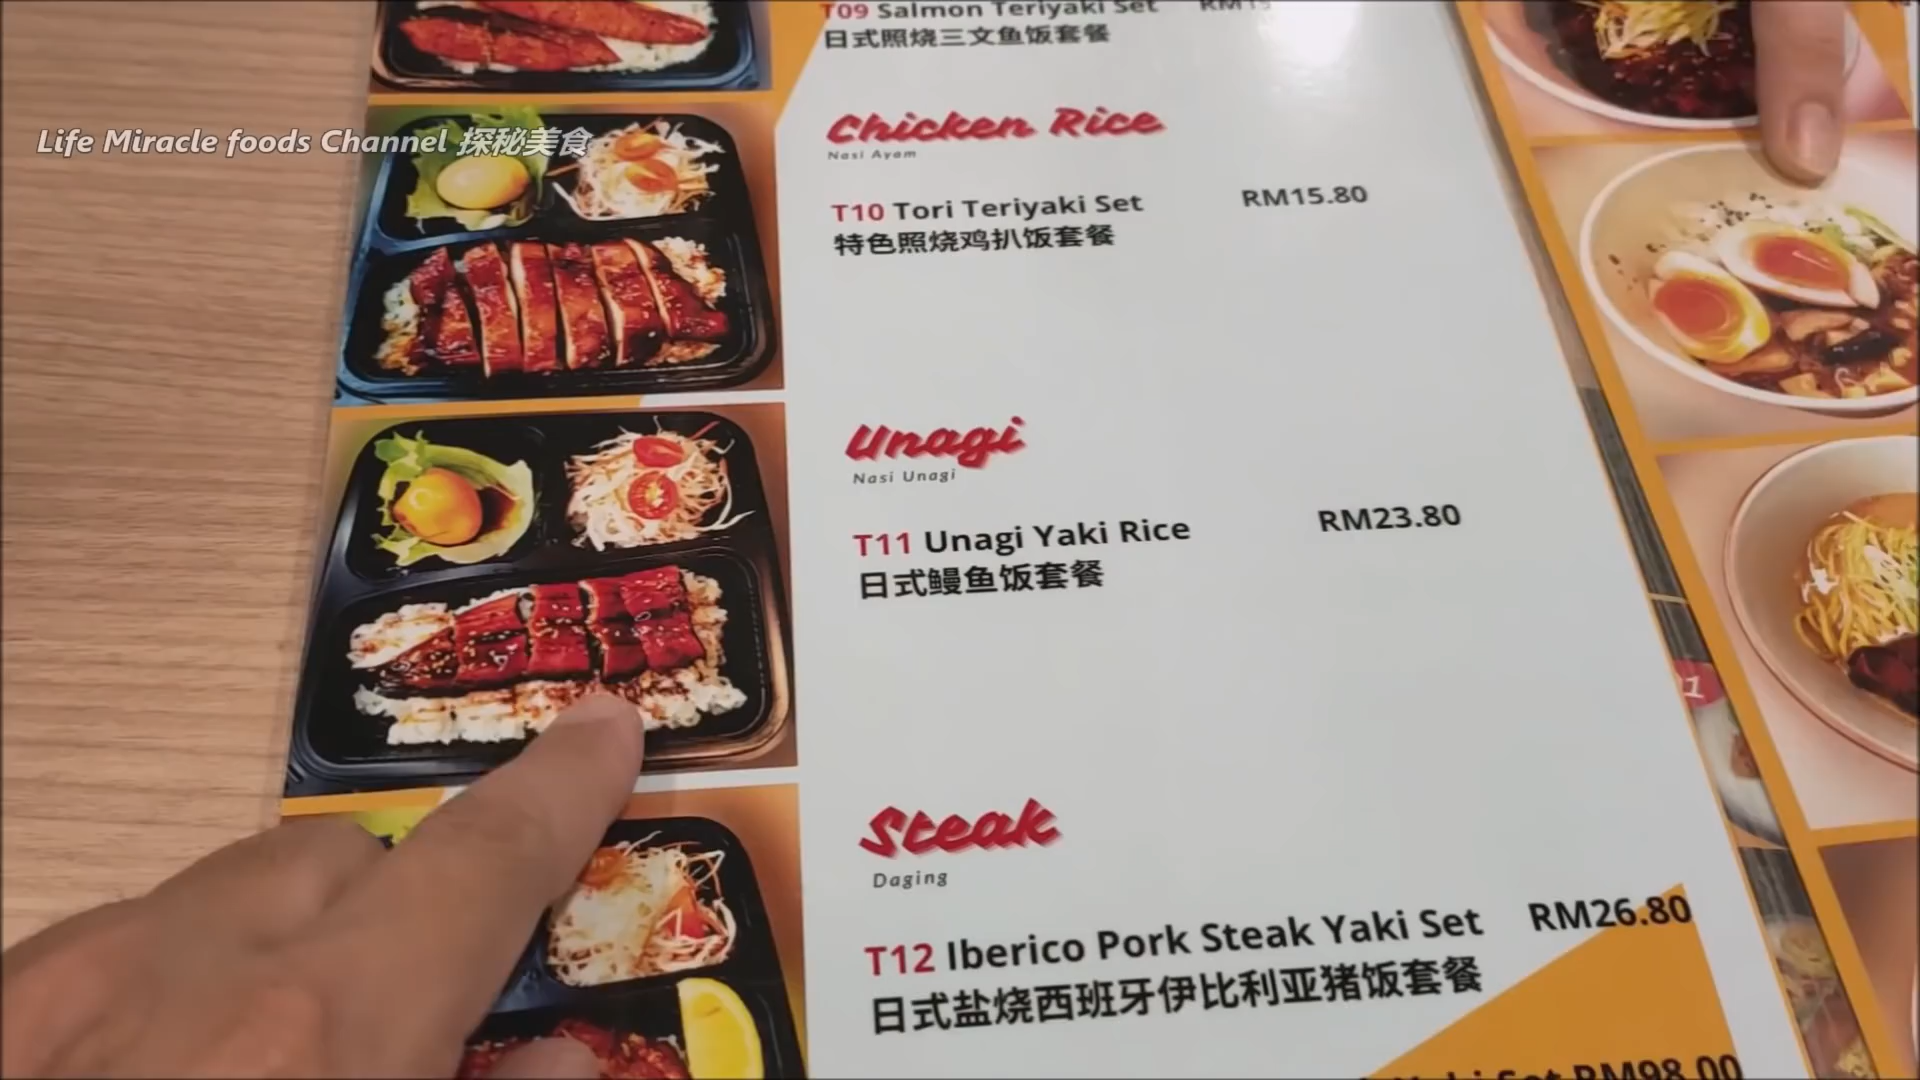 Life Miracle foods Channel 探秘美食
T09 Salmon Teriyaki Set
日式照烧三文鱼饭套餐
Chicken Rice
Nasi Ayam
T10 Tori Teriyaki Set RM15.80
特色照烧鸡扒饭套餐
Unagi
Nasi Unagi
T11 Unagi Yaki Rice RM23.80
日式鳗鱼饭套餐
Steak
Daging
T12 Iberico Pork Steak Yaki Set RM26.80
日式盐烧西班牙伊比利亚猪饭套餐
Yaki Set RM98.00